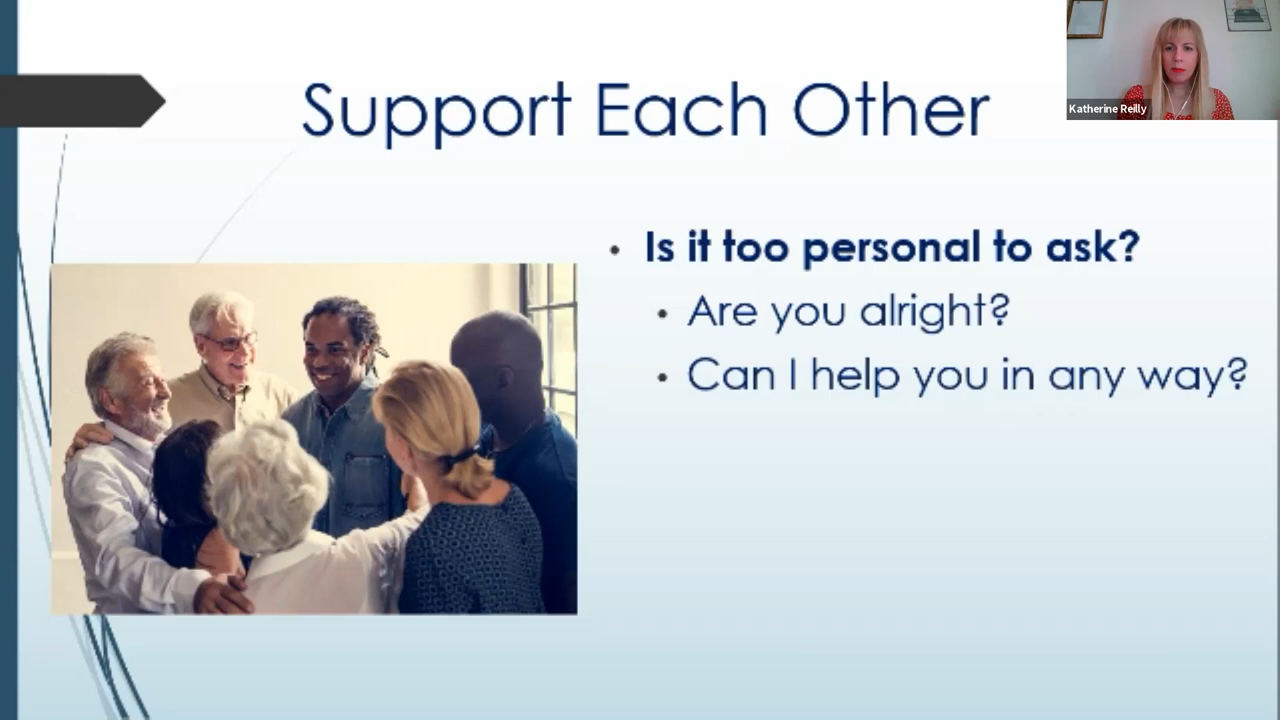 Support Each Other
Katherine Reilly
Is it too personal to ask?
Are you alright?
Can I help you in any way?